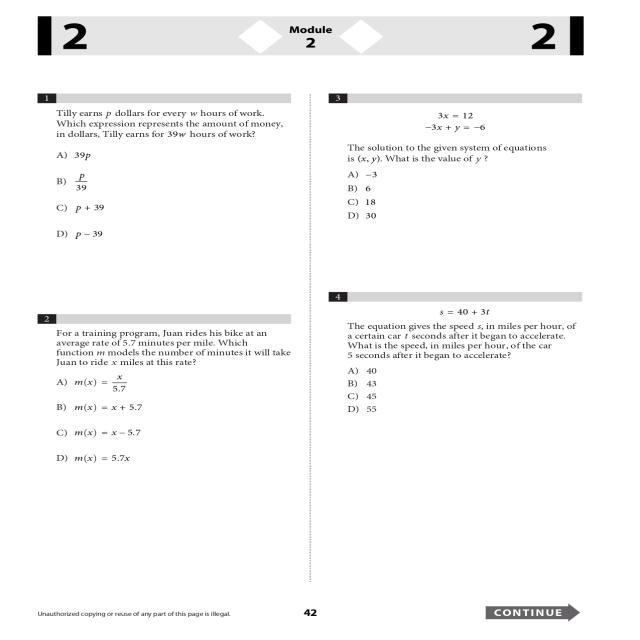 2
Module
2
2
1
Tilly earns p dollars for every w hours of work.
Which expression represents the amount of money,
in dollars, Tilly earns for 39w hours of work?
A) 39p
B) p/39
C) p + 39
D) p − 39
2
For a training program, Juan rides his bike at an
average rate of 5.7 minutes per mile. Which
function m models the number of minutes it will take
Juan to ride x miles at this rate?
A) m(x) = x/5.7
B) m(x) = x + 5.7
C) m(x) = x − 5.7
D) m(x) = 5.7x
3
3x = 12
−3x + y = −6
The solution to the given system of equations
is (x, y). What is the value of y ?
A) −3
B) 6
C) 18
D) 30
4
s = 40 + 3t
The equation gives the speed s, in miles per hour, of
a certain car t seconds after it began to accelerate.
What is the speed, in miles per hour, of the car
5 seconds after it began to accelerate?
A) 40
B) 43
C) 45
D) 55
Unauthorized copying or reuse of any part of this page is illegal.
42
CONTINUE